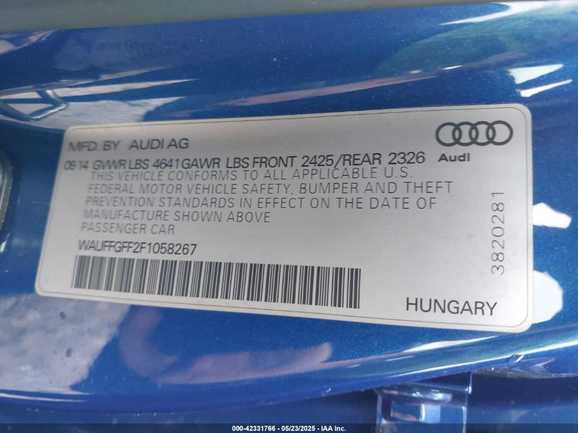 MFD. BY AUDI AG
08 14 GVWR LBS 4641 GAWR LBS FRONT 2425/REAR 2326
THIS VEHICLE CONFORMS TO ALL APPLICABLE U.S.
FEDERAL MOTOR VEHICLE SAFETY, BUMPER AND THEFT
PREVENTION STANDARDS IN EFFECT ON THE DATE OF
MANUFACTURE SHOWN ABOVE
PASSENGER CAR
WAUFFGFF2F1058267
Audi
3820281
HUNGARY
000-42331766 - 05/23/2025 - IAA Inc.